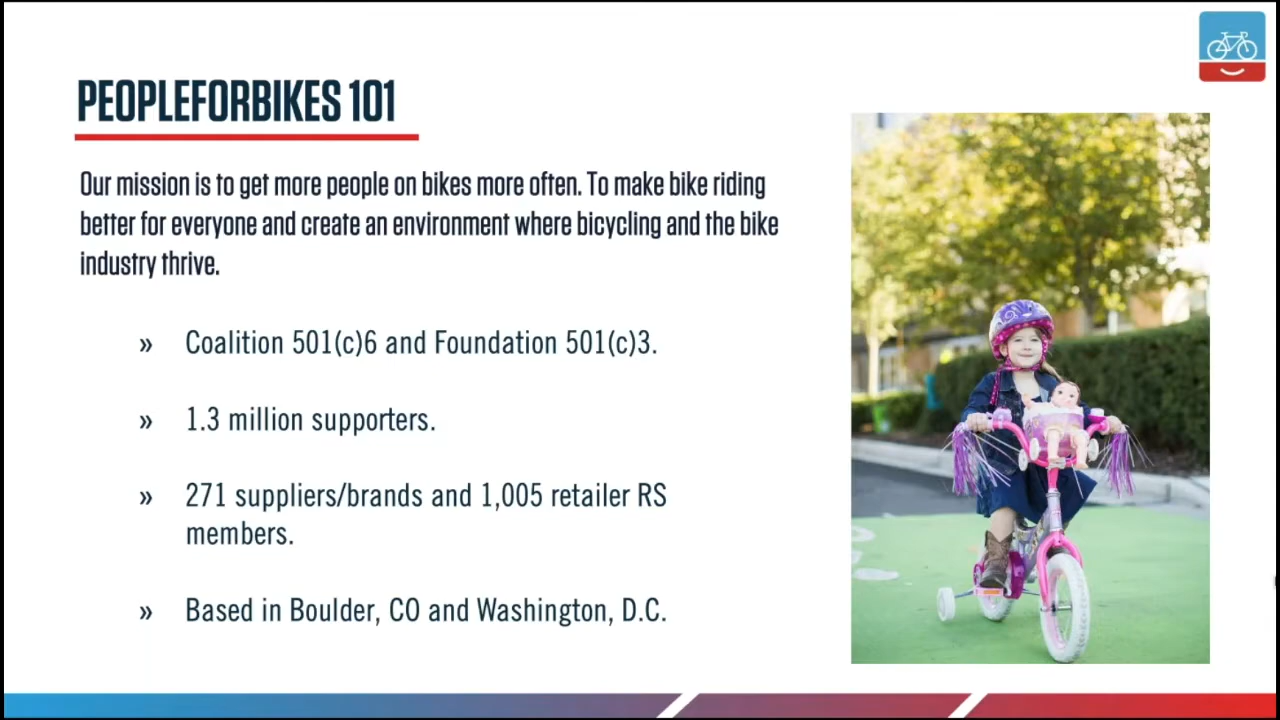 PEOPLEFORBIKES 101
Our mission is to get more people on bikes more often. To make bike riding
better for everyone and create an environment where bicycling and the bike
industry thrive.
» Coalition 501(c)6 and Foundation 501(c)3.
» 1.3 million supporters.
» 271 suppliers/brands and 1,005 retailer RS
members.
» Based in Boulder, CO and Washington, D.C.